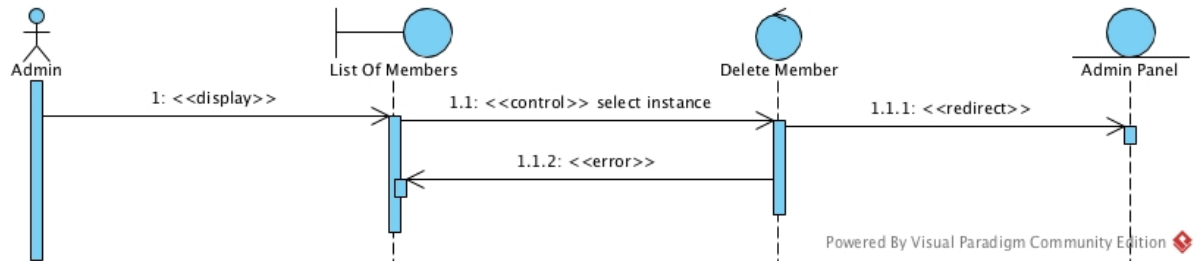 Admin
List Of Members
Delete Member
Admin Panel
1: <<display>>
1.1: <<control>> select instance
1.1.1: <<redirect>>
1.1.2: <<error>>
Powered By Visual Paradigm Community Edition